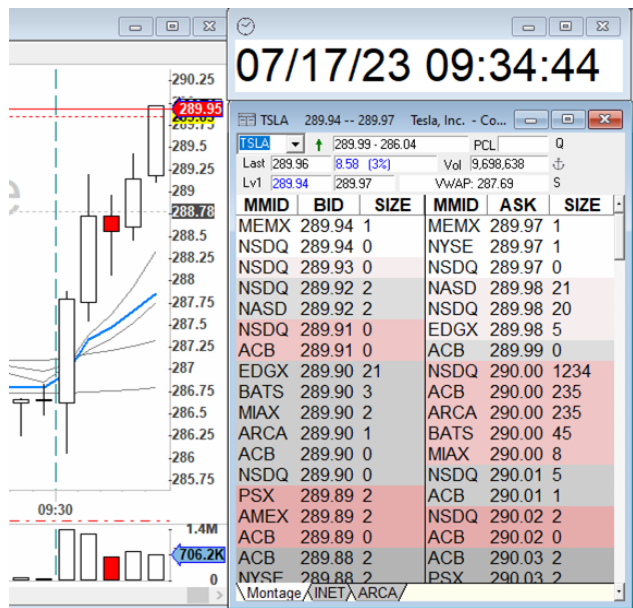 07/17/23 09:34:44
290.25
289.95
289.75
289.5
289.25
289
288.78
288.5
288.25
288
287.75
287.5
287.25
287
286.75
286.5
286.25
286
285.75
09:30
1.4M
706.2K
0
TSLA 289.94 -- 289.97 Tesla, Inc. - Co...
TSLA 289.99 - 286.04 PCL Q
Last 289.96 8.58 (3%) Vol 9,698,638
Lv1 289.94 289.97 VWAP: 287.69 S
MMID BID SIZE MMID ASK SIZE
MEMX 289.94 1 MEMX 289.97 1
NSDQ 289.94 0 NYSE 289.97 1
NSDQ 289.93 0 NSDQ 289.97 0
NSDQ 289.92 2 NASD 289.98 21
NASD 289.92 2 NSDQ 289.98 20
NSDQ 289.91 0 EDGX 289.98 5
ACB 289.91 0 ACB 289.99 0
EDGX 289.90 21 NSDQ 290.00 1234
BATS 289.90 3 ACB 290.00 235
MIAX 289.90 2 ARCA 290.00 235
ARCA 289.90 1 BATS 290.00 45
ACB 289.90 0 MIAX 290.00 8
NSDQ 289.90 0 NSDQ 290.01 5
PSX 289.89 2 ACB 290.01 1
AMEX 289.89 2 NSDQ 290.02 2
ACB 289.89 0 ACB 290.02 0
ACB 289.88 2 ACB 290.03 2
NYSE 289.88 2 PSX 290.03 2
Montage INET ARCA